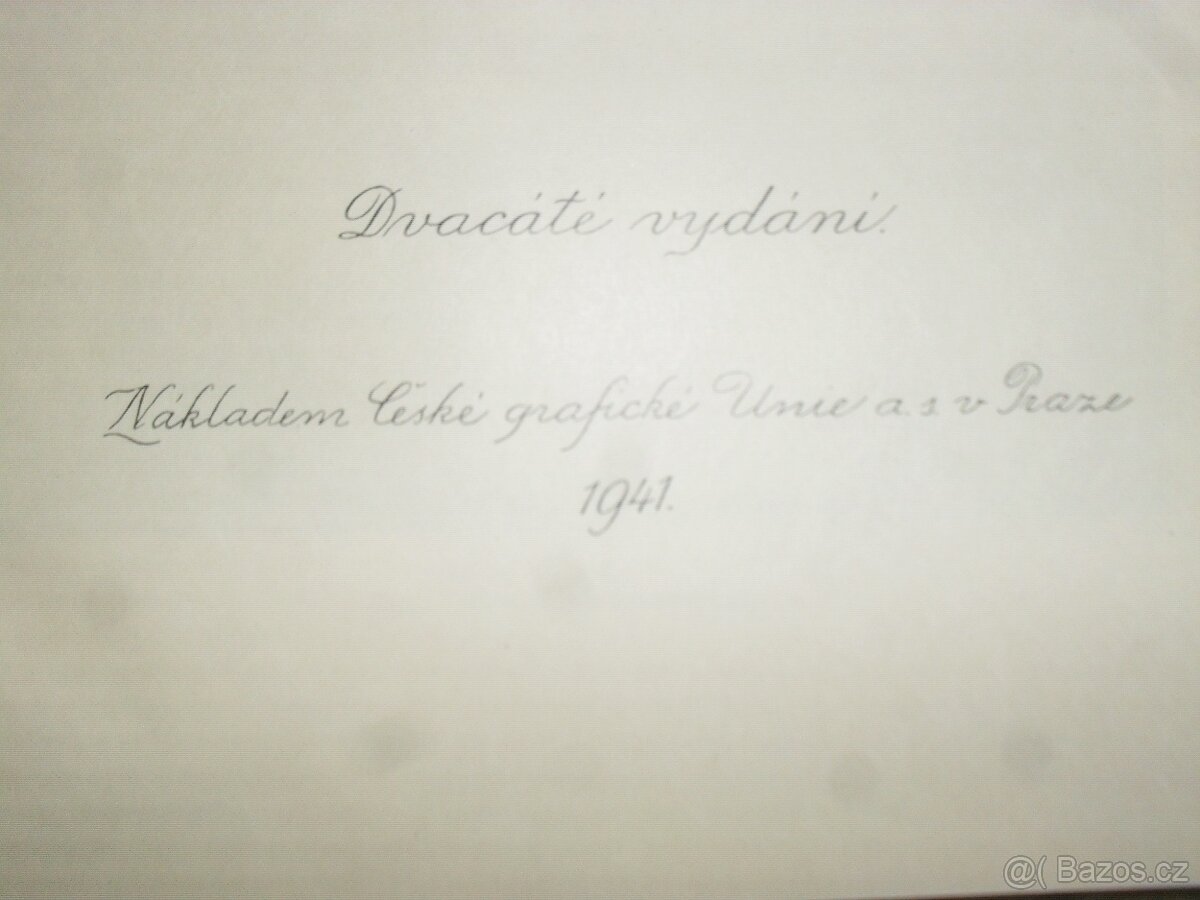 Dvacáté vydání.
Nákladem České grafické Unie a. s. v Praze
1941.
@( Bazos.cz